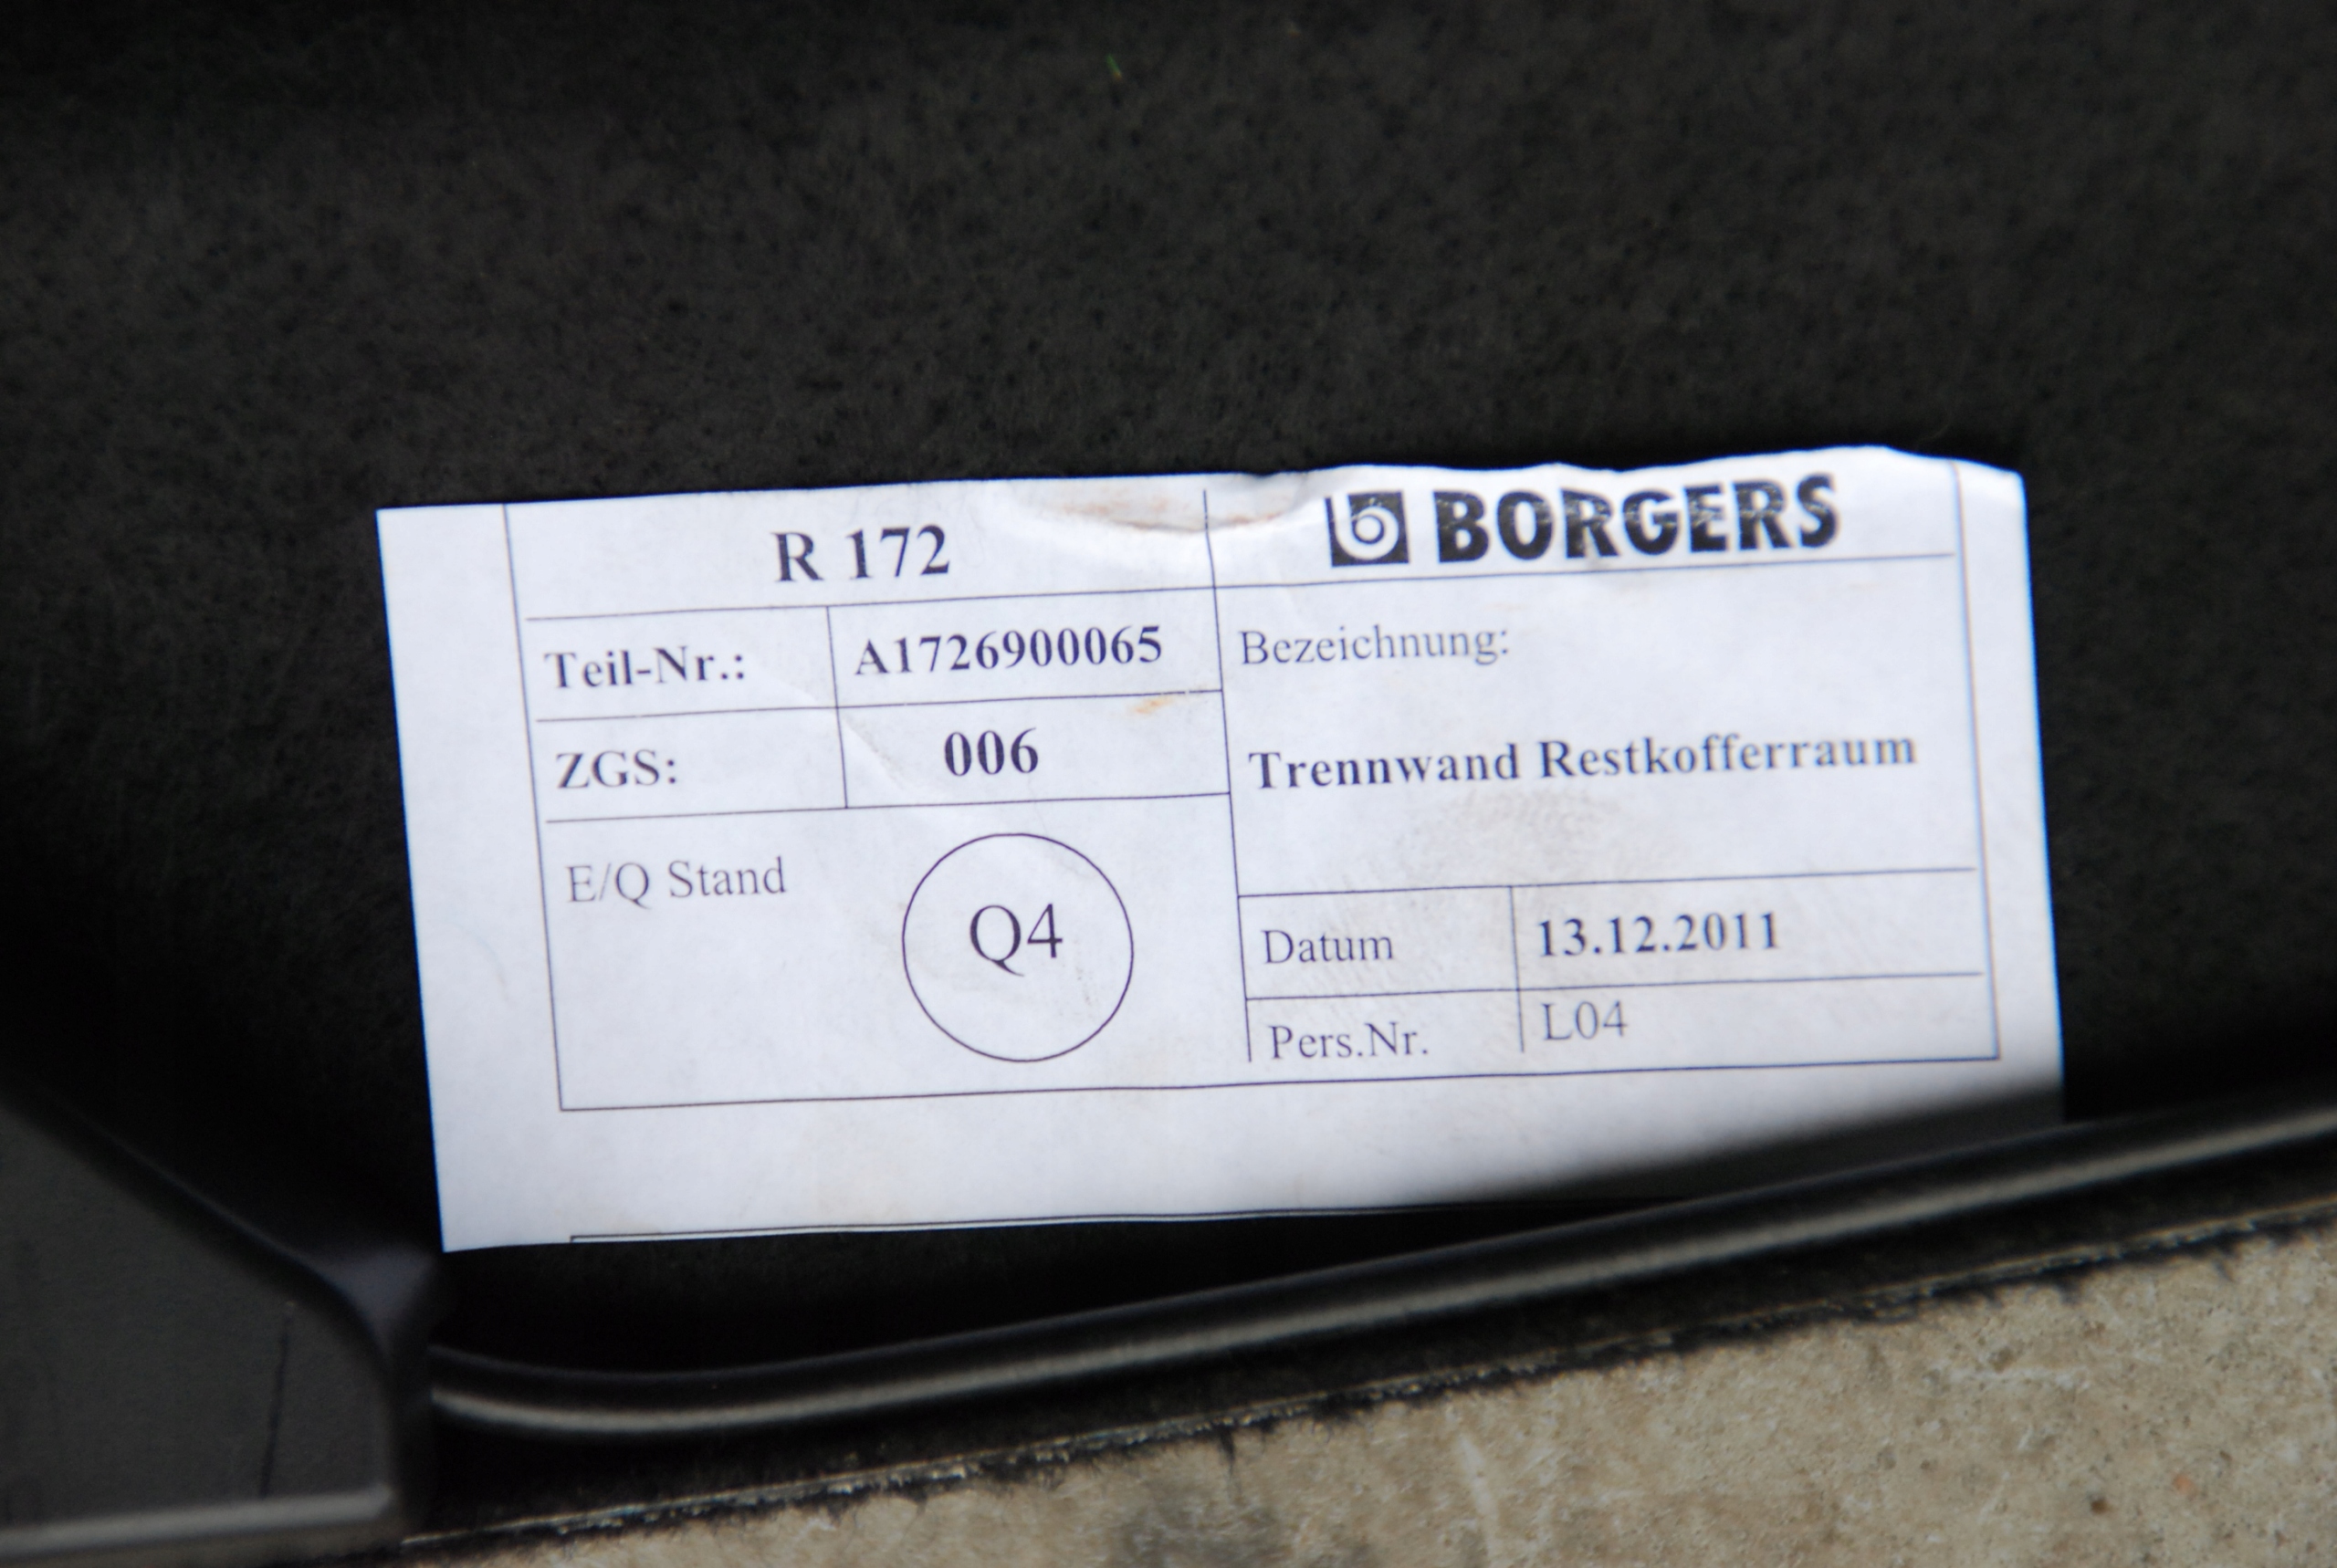 R 172
BORGERS
Teil-Nr.: A1726900065
Bezeichnung:
ZGS: 006
Trennwand Restkofferraum
E/Q Stand
Q4
Datum 13.12.2011
Pers.Nr. L04